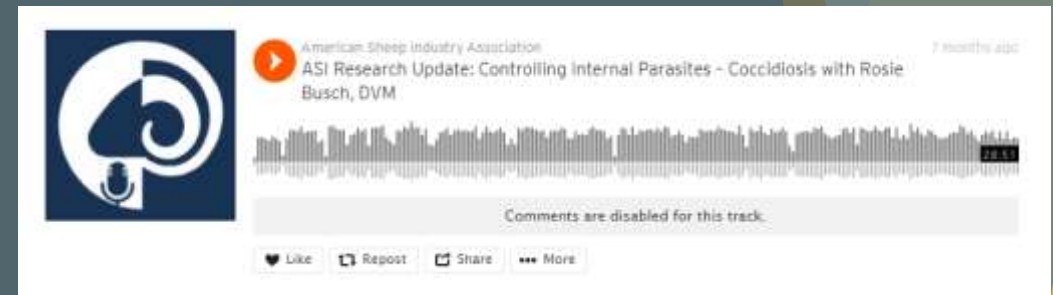 American Sheep Industry Association
7 months ago
ASI Research Update: Controlling Internal Parasites - Coccidiosis with Rosie
Busch, DVM
28:51
Comments are disabled for this track.
Like Repost Share More